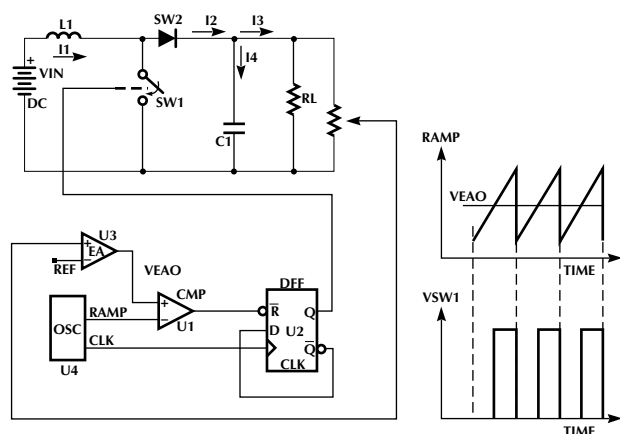 L1
SW2
I2
I3
I1
I4
+
VIN
DC
SW1
RL
C1
U3
+
EA
–
REF
VEAO
DFF
CMP
+
–
U1
R
Q
D
U2
Q
CLK
OSC
RAMP
CLK
U4
RAMP
VEAO
TIME
VSW1
TIME